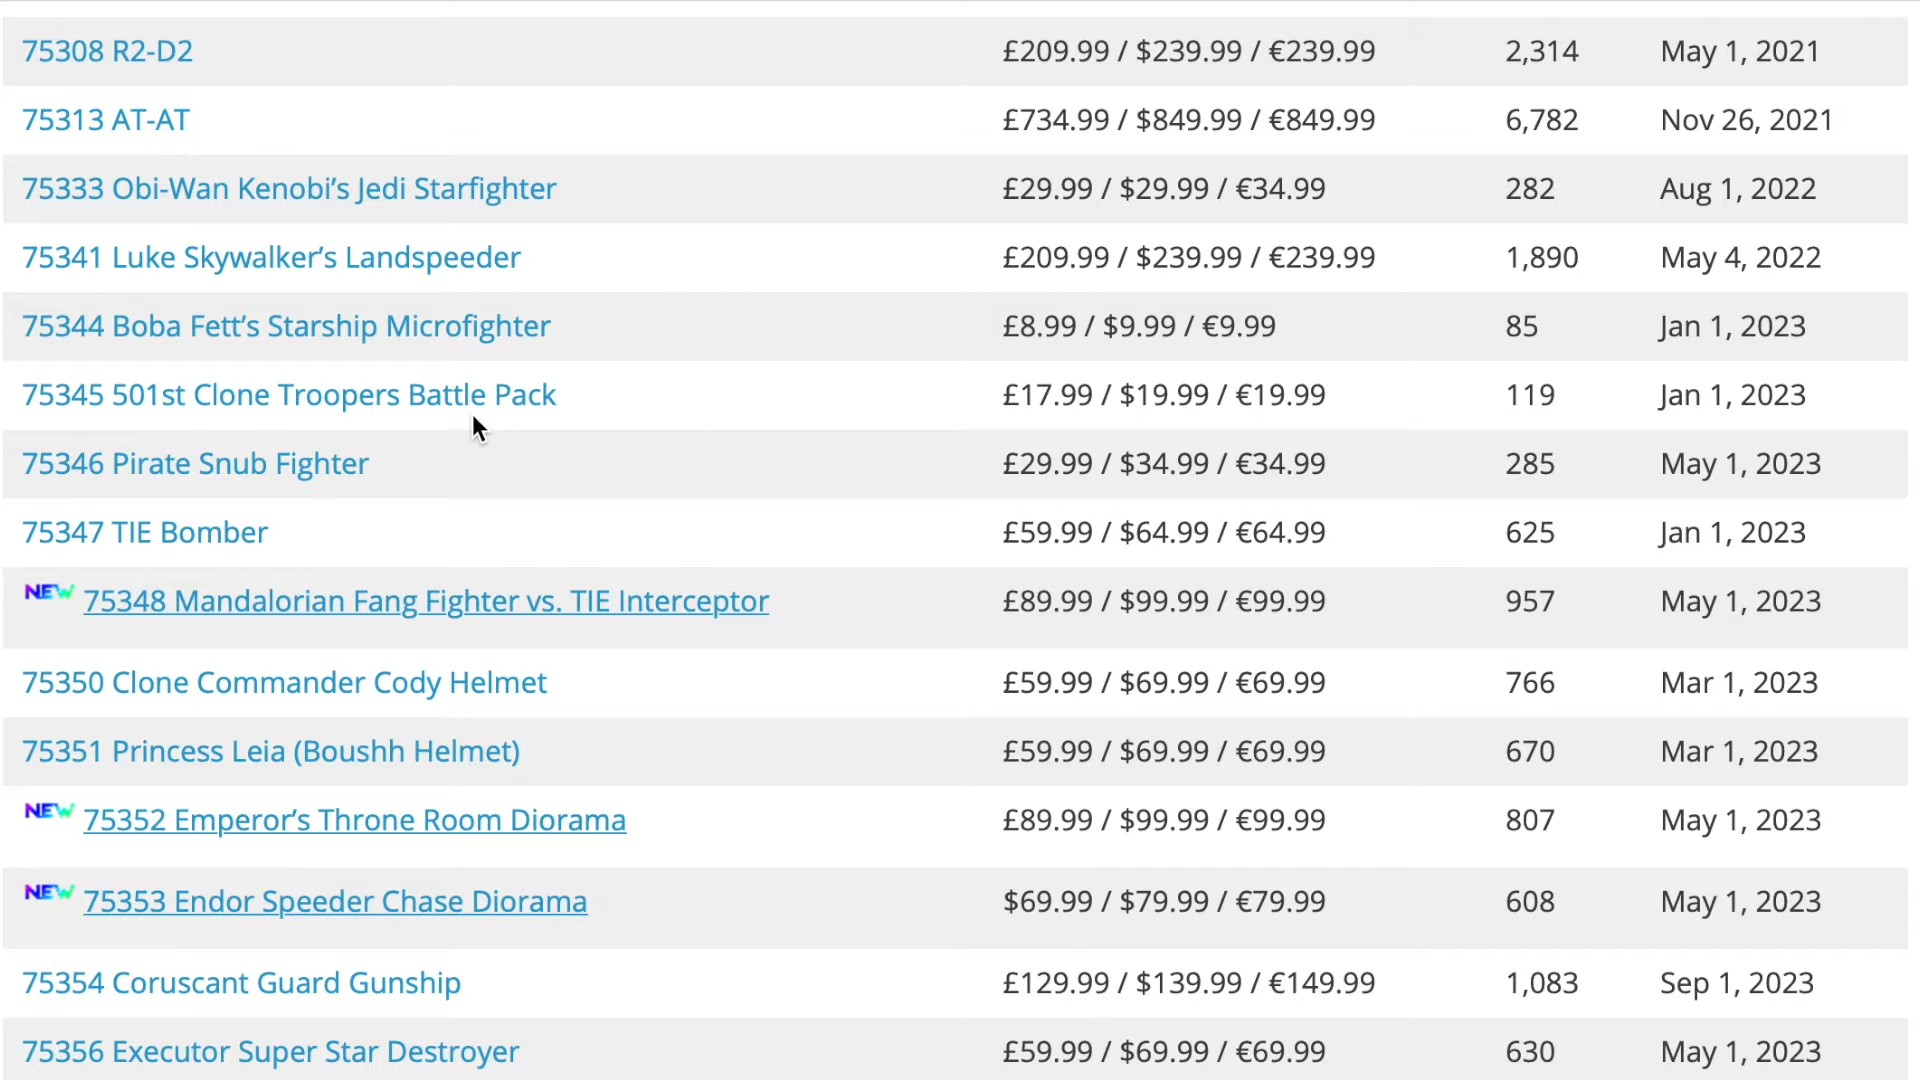 75308 R2-D2 £209.99 / $239.99 / €239.99 2,314 May 1, 2021
75313 AT-AT £734.99 / $849.99 / €849.99 6,782 Nov 26, 2021
75333 Obi-Wan Kenobi’s Jedi Starfighter £29.99 / $29.99 / €34.99 282 Aug 1, 2022
75341 Luke Skywalker’s Landspeeder £209.99 / $239.99 / €239.99 1,890 May 4, 2022
75344 Boba Fett’s Starship Microfighter £8.99 / $9.99 / €9.99 85 Jan 1, 2023
75345 501st Clone Troopers Battle Pack £17.99 / $19.99 / €19.99 119 Jan 1, 2023
75346 Pirate Snub Fighter £29.99 / $34.99 / €34.99 285 May 1, 2023
75347 TIE Bomber £59.99 / $64.99 / €64.99 625 Jan 1, 2023
NEW 75348 Mandalorian Fang Fighter vs. TIE Interceptor £89.99 / $99.99 / €99.99 957 May 1, 2023
75350 Clone Commander Cody Helmet £59.99 / $69.99 / €69.99 766 Mar 1, 2023
75351 Princess Leia (Boushh Helmet) £59.99 / $69.99 / €69.99 670 Mar 1, 2023
NEW 75352 Emperor’s Throne Room Diorama £89.99 / $99.99 / €99.99 807 May 1, 2023
NEW 75353 Endor Speeder Chase Diorama $69.99 / $79.99 / €79.99 608 May 1, 2023
75354 Coruscant Guard Gunship £129.99 / $139.99 / €149.99 1,083 Sep 1, 2023
75356 Executor Super Star Destroyer £59.99 / $69.99 / €69.99 630 May 1, 2023